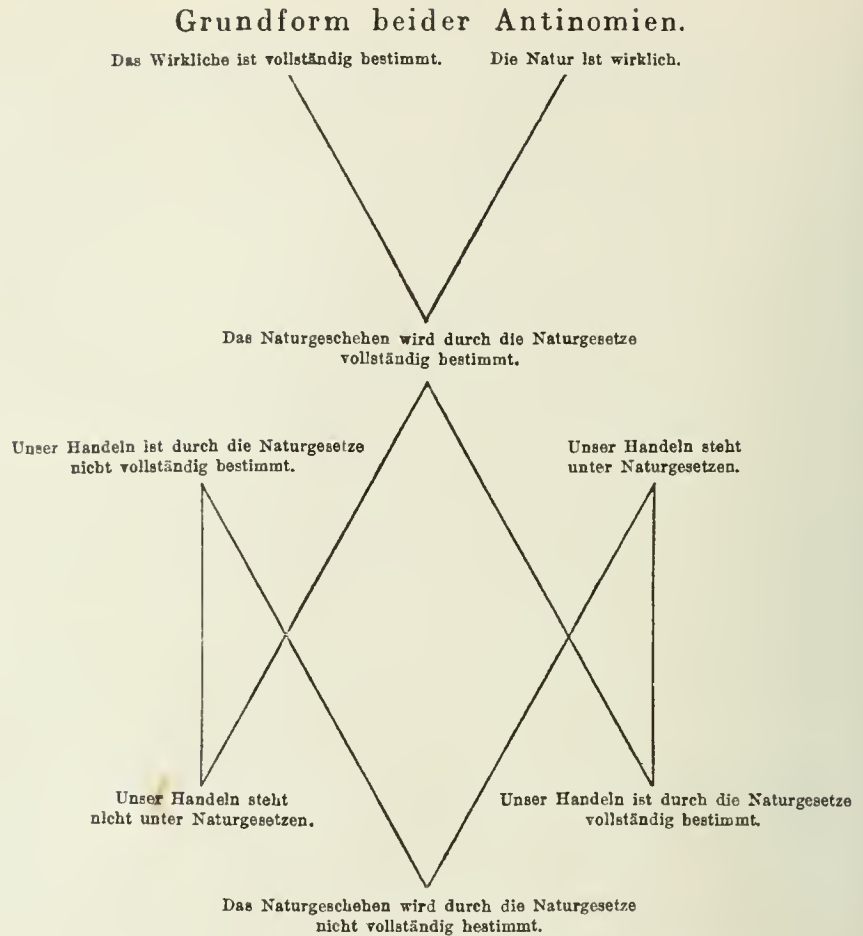 Grundform beider Antinomien.
Das Wirkliche ist vollständig bestimmt. Die Natur ist wirklich.
Das Naturgeschehen wird durch die Naturgesetze
vollständig bestimmt.
Unser Handeln ist durch die Naturgesetze
nicht vollständig bestimmt.
Unser Handeln steht
unter Naturgesetzen.
Unser Handeln steht
nicht unter Naturgesetzen.
Unser Handeln ist durch die Naturgesetze
vollständig bestimmt.
Das Naturgeschehen wird durch die Naturgesetze
nicht vollständig bestimmt.